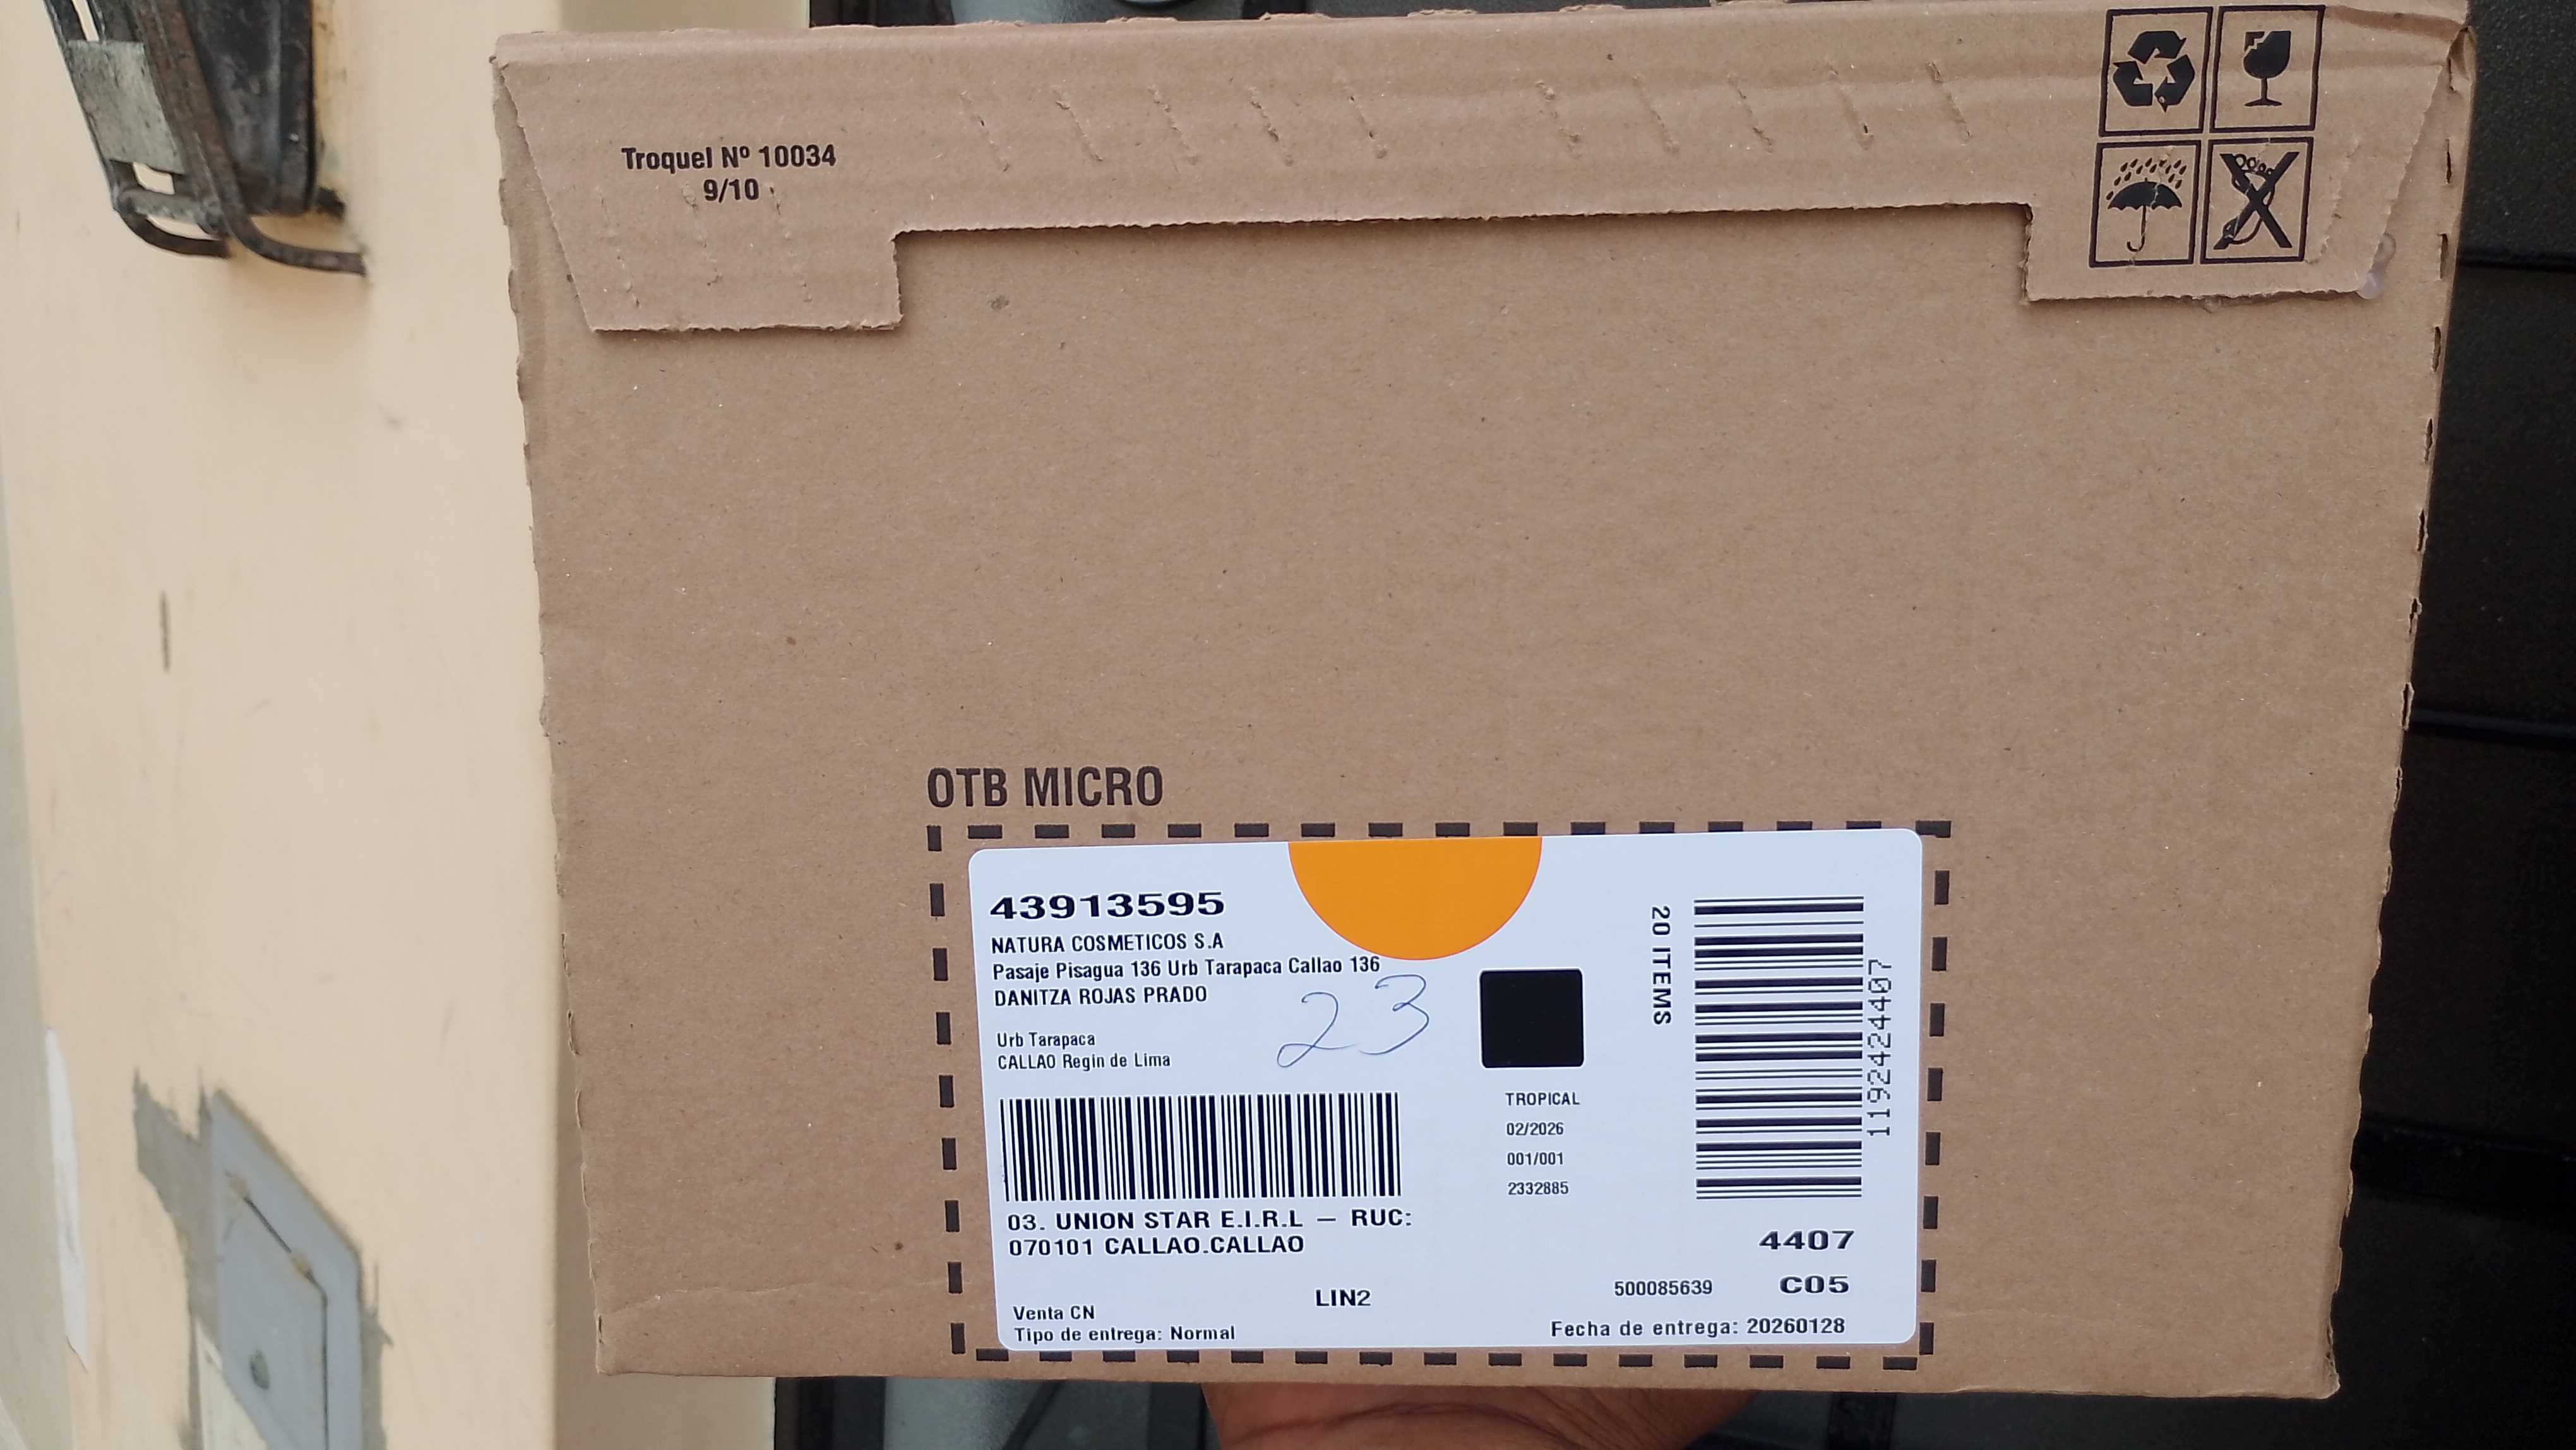 Troquel Nº 10034
9/10
OTB MICRO
43913595
NATURA COSMETICOS S.A
Pasaje Pisagua 136 Urb Tarapaca Callao 136
DANITZA ROJAS PRADO
23
Urb Tarapaca
CALLAO Regin de Lima
20 ITEMS
119242424407
TROPICAL
02/2026
001/001
2332885
03. UNION STAR E.I.R.L – RUC:
070101 CALLAO.CALLAO
4407
LIN2
500085639 C05
Venta CN
Tipo de entrega: Normal
Fecha de entrega: 20260128